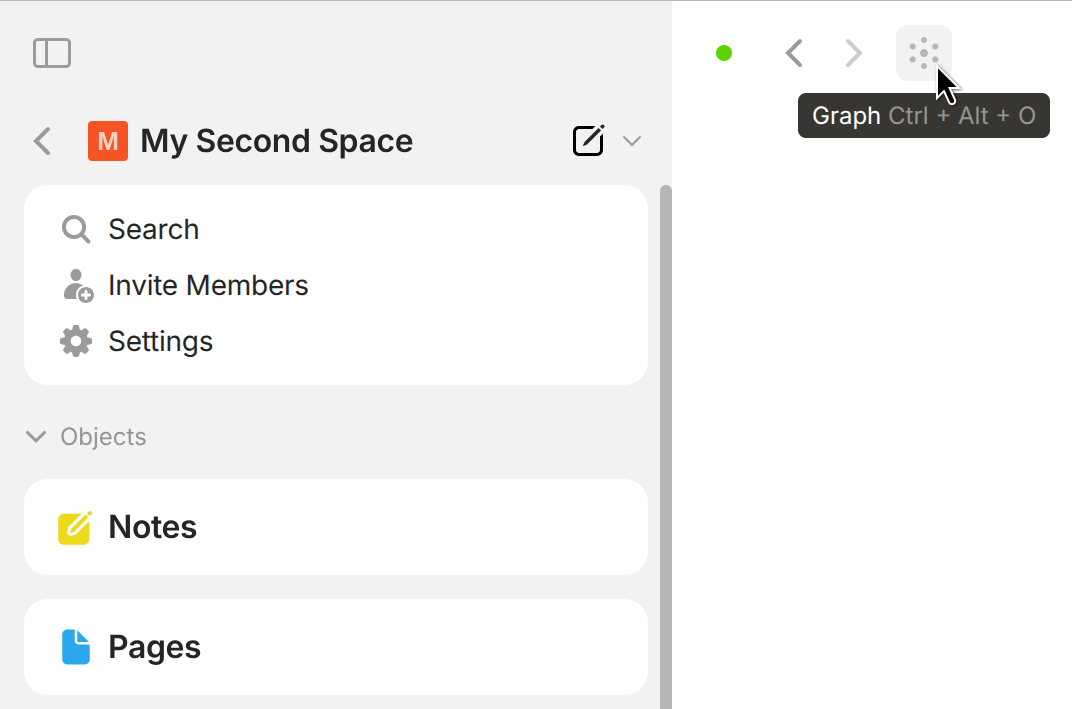 M My Second Space
Graph Ctrl + Alt + O
Search
Invite Members
Settings
Objects
Notes
Pages